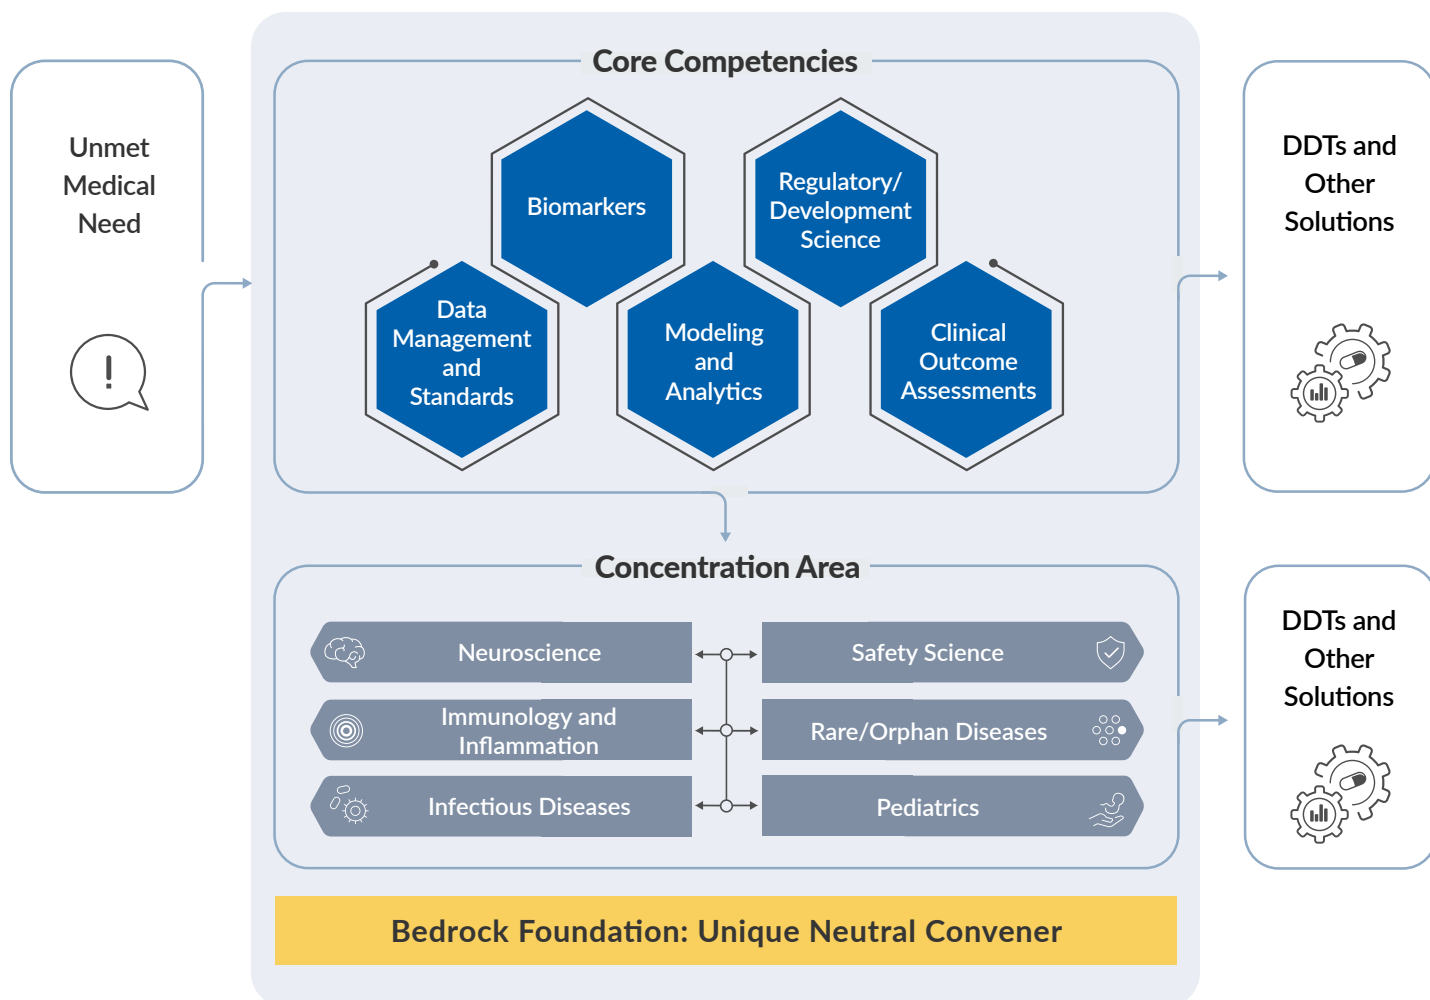 Core Competencies
Unmet
Medical
Need
!
Biomarkers
Regulatory/
Development
Science
Data
Management
and
Standards
Modeling
and
Analytics
Clinical
Outcome
Assessments
DDTs and
Other
Solutions
Concentration Area
Neuroscience
Safety Science
Immunology and
Inflammation
Rare/Orphan Diseases
Infectious Diseases
Pediatrics
DDTs and
Other
Solutions
Bedrock Foundation: Unique Neutral Convener